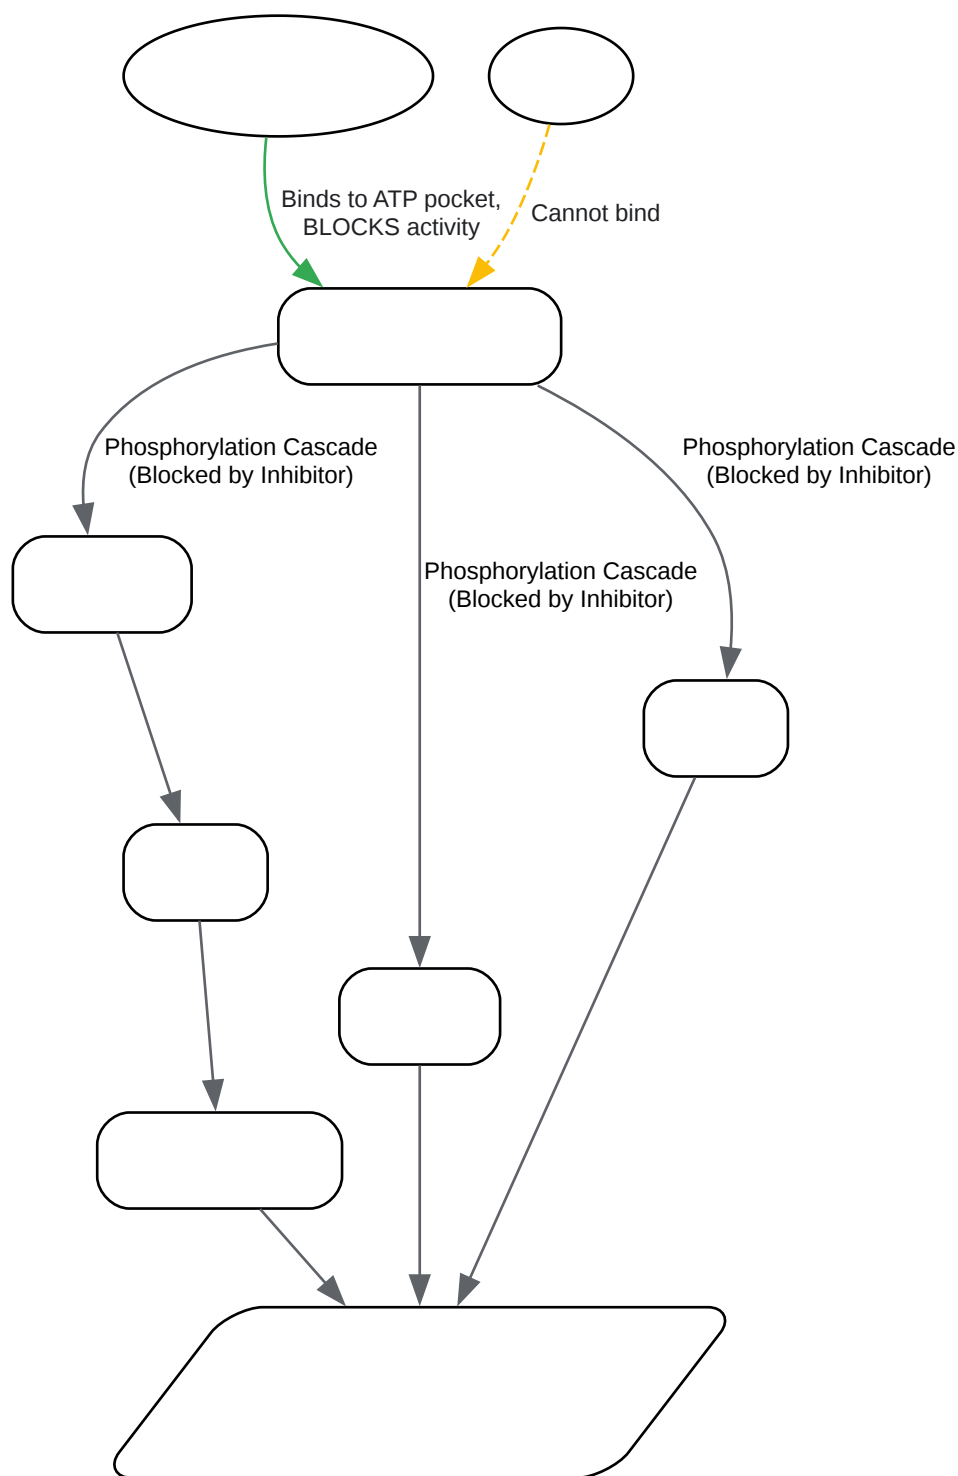 Binds to ATP pocket,
BLOCKS activity
Cannot bind
Phosphorylation Cascade
(Blocked by Inhibitor)
Phosphorylation Cascade
(Blocked by Inhibitor)
Phosphorylation Cascade
(Blocked by Inhibitor)